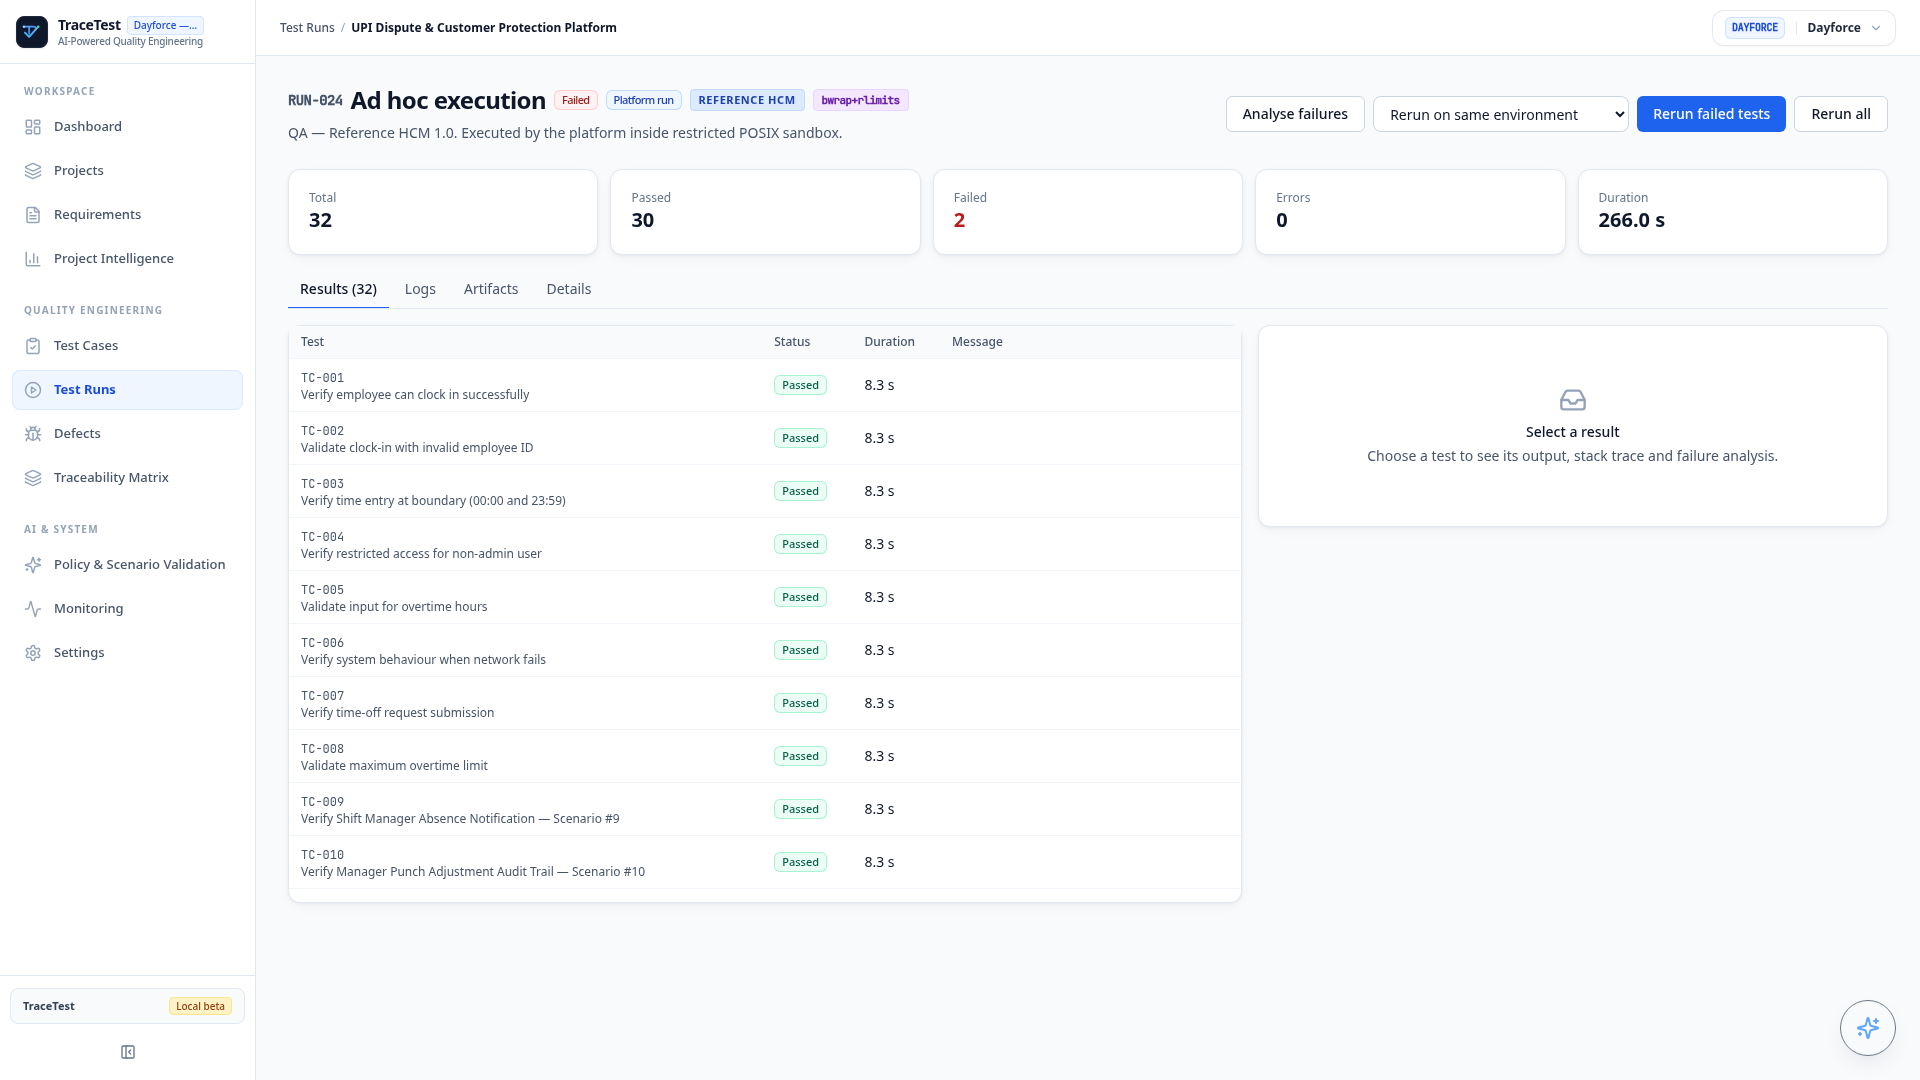 TraceTest
Dayforce —...
AI-Powered Quality Engineering
WORKSPACE
Dashboard
Projects
Requirements
Project Intelligence
QUALITY ENGINEERING
Test Cases
Test Runs
Defects
Traceability Matrix
AI & SYSTEM
Policy & Scenario Validation
Monitoring
Settings
TraceTest
Local beta
Test Runs / UPI Dispute & Customer Protection Platform
DAYFORCE
Dayforce
RUN-024 Ad hoc execution Failed Platform run REFERENCE HCM bwrap+rlimits
QA — Reference HCM 1.0. Executed by the platform inside restricted POSIX sandbox.
Analyse failures
Rerun on same environment
Rerun failed tests
Rerun all
Total
32
Passed
30
Failed
2
Errors
0
Duration
266.0 s
Results (32) Logs Artifacts Details
Test Status Duration Message
TC-001
Verify employee can clock in successfully
Passed 8.3 s
TC-002
Validate clock-in with invalid employee ID
Passed 8.3 s
TC-003
Verify time entry at boundary (00:00 and 23:59)
Passed 8.3 s
TC-004
Verify restricted access for non-admin user
Passed 8.3 s
TC-005
Validate input for overtime hours
Passed 8.3 s
TC-006
Verify system behaviour when network fails
Passed 8.3 s
TC-007
Verify time-off request submission
Passed 8.3 s
TC-008
Validate maximum overtime limit
Passed 8.3 s
TC-009
Verify Shift Manager Absence Notification — Scenario #9
Passed 8.3 s
TC-010
Verify Manager Punch Adjustment Audit Trail — Scenario #10
Passed 8.3 s
Select a result
Choose a test to see its output, stack trace and failure analysis.